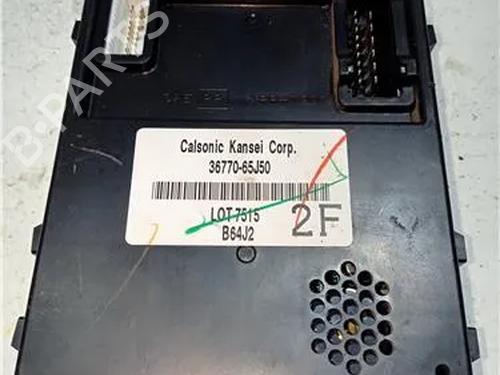 B-PARTS
Calsonic Kansei Corp.
36770-65J50
LOT 7515
2F
B64J2